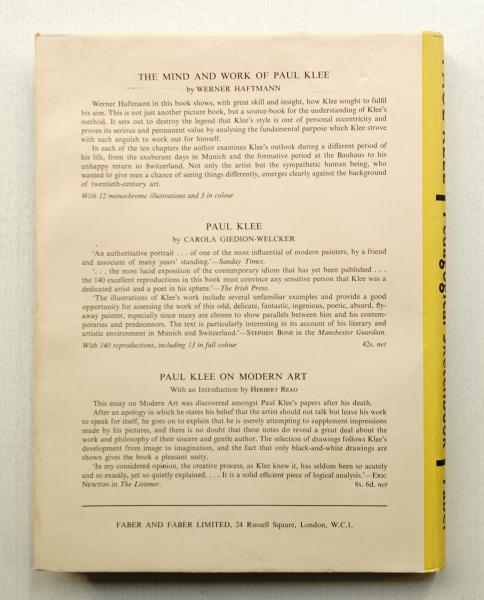 THE MIND AND WORK OF PAUL KLEE
by WERNER HAFTMANN
Werner Haftmann in this book shows, with great skill and insight, how Klee sought to fulfil
his aim. This is not just another picture book, but a source-book for the understanding of Klee's
method. It sets out to destroy the legend that Klee's style is one of personal eccentricity and
proves its serious and permanent value by analysing the fundamental purpose which Klee strove
with such anguish to work out for himself.
In each of the ten chapters the author examines Klee's outlook during a different period of
his life, from the exuberant days in Munich and the formative period at the Bauhaus to his
unhappy return to Switzerland. Not only the artist but the sympathetic human being, who
wanted to give men a chance of seeing things differently, emerges clearly against the background
of twentieth-century art.
With 12 monochrome illustrations and 3 in colour
PAUL KLEE
by CAROLA GIEDION-WELCKER
'An authoritative portrait . . . of one of the most influential of modern painters, by a friend
and associate of many years' standing.'—Sunday Times.
'. . . the most lucid exposition of the contemporary idiom that has yet been published . . .
the 140 excellent reproductions in this book must convince any sensitive person that Klee was a
dedicated artist and a poet in his sphere.'—The Irish Press.
'The illustrations of Klee's work include several unfamiliar examples and provide a good
opportunity for assessing the work of this odd, delicate, fantastic, ingenious, poetic, absurd, fly-
away painter, especially since many are chosen to show parallels between him and his contem-
poraries and predecessors. The text is particularly interesting in its account of his literary and
artistic environment in Munich and Switzerland.'—STEPHEN BONE in the Manchester Guardian.
With 140 reproductions, including 13 in full colour 42s. net
PAUL KLEE ON MODERN ART
With an Introduction by HERBERT READ
This essay on Modern Art was discovered amongst Paul Klee's papers after his death.
After an apology in which he states his belief that the artist should not talk but leave his work
to speak for itself, he goes on to explain that he is merely attempting to supplement impressions
made by his pictures, and there is no doubt that these notes do reveal a great deal about the
work and philosophy of their sincere and gentle author. The selection of drawings follows Klee's
development from image to imagination, and the fact that only black-and-white drawings are
shown gives the book a pleasant unity.
'In my considered opinion, the creative process, as Klee knew it, has seldom been so acutely
and so exactly, yet so quietly explained. . . . It is a solid efficient piece of logical analysis.'—ERIC
NEWTON in The Listener. 8s. 6d. net
FABER AND FABER LIMITED, 24 Russell Square, London, W.C.1.
PAUL KLEE | Pedagogical Sketchbook | Faber